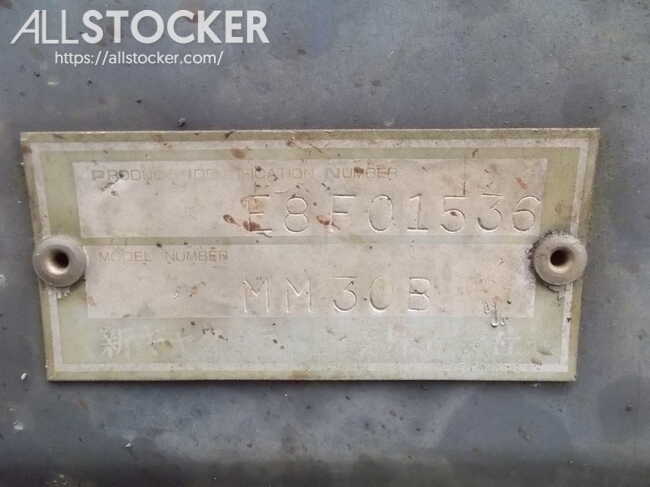 ALLSTOCKER
https://allstocker.com/
PRODUCT IDENTIFICATION NUMBER
E8F01536
MODEL NUMBER
MM30B
新